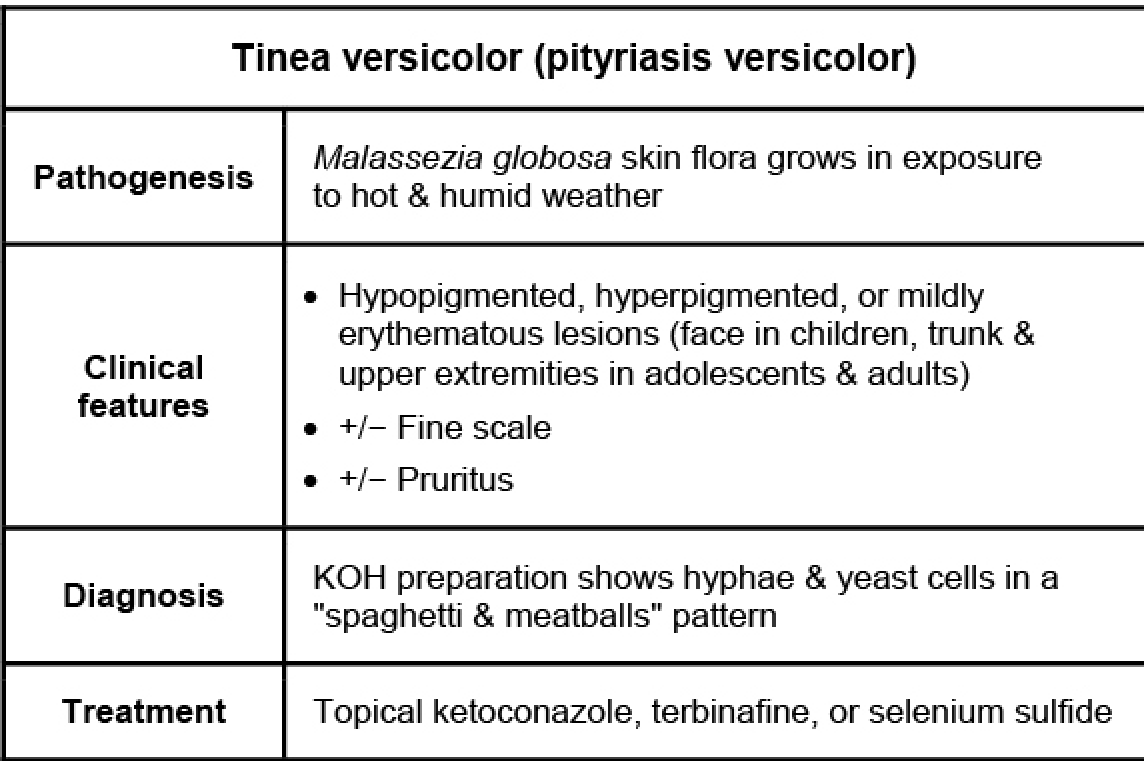 Tinea versicolor (pityriasis versicolor)
Pathogenesis
Malassezia globosa skin flora grows in exposure
to hot & humid weather
Clinical
features
• Hypopigmented, hyperpigmented, or mildly
erythematous lesions (face in children, trunk &
upper extremities in adolescents & adults)
• +/− Fine scale
• +/− Pruritus
Diagnosis
KOH preparation shows hyphae & yeast cells in a
"spaghetti & meatballs" pattern
Treatment
Topical ketoconazole, terbinafine, or selenium sulfide